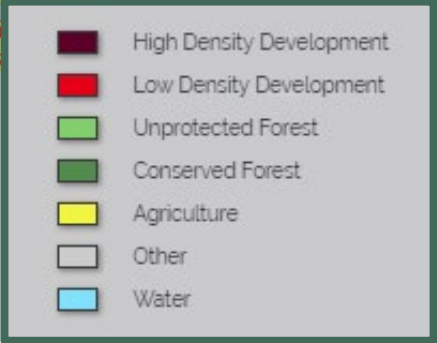 High Density Development
Low Density Development
Unprotected Forest
Conserved Forest
Agriculture
Other
Water